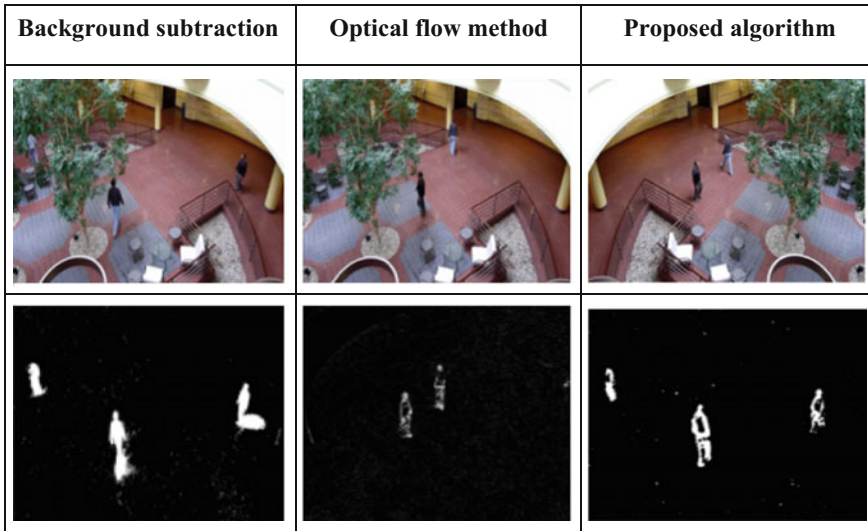 Background subtraction
Optical flow method
Proposed algorithm